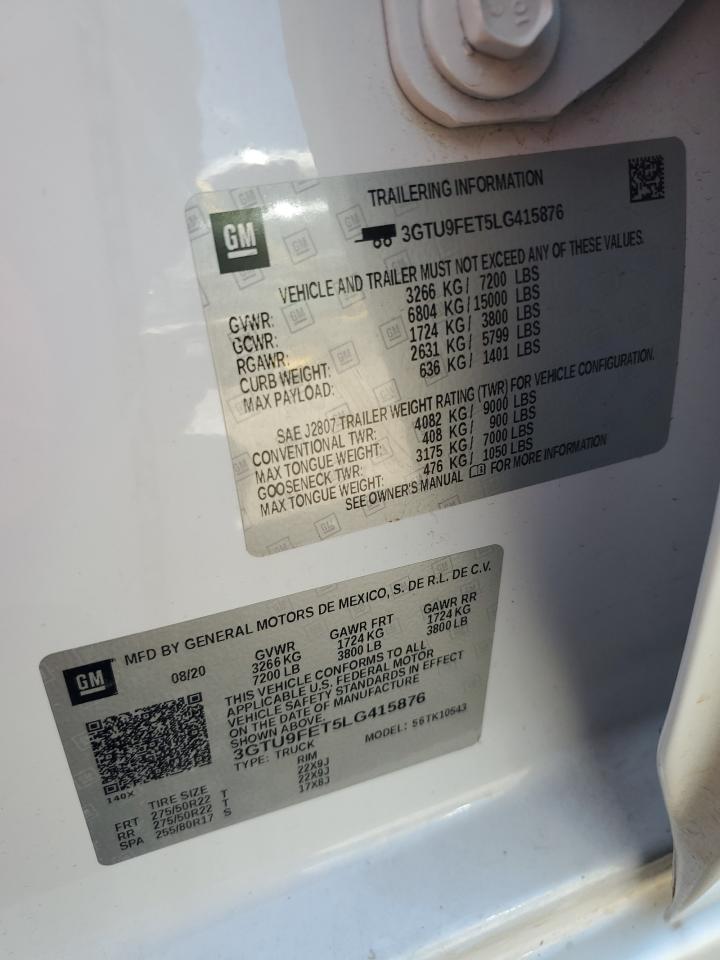 GM
TRAILERING INFORMATION
3GTU9FET5LG415876
VEHICLE AND TRAILER MUST NOT EXCEED ANY OF THESE VALUES.
GVWR: 3266 KG / 7200 LBS
GCWR: 6804 KG / 15000 LBS
RGAWR: 1724 KG / 3800 LBS
CURB WEIGHT: 2631 KG / 5799 LBS
MAX PAYLOAD: 636 KG / 1401 LBS
SAE J2807 TRAILER WEIGHT RATING (TWR) FOR VEHICLE CONFIGURATION.
CONVENTIONAL TWR: 4082 KG / 9000 LBS
MAX TONGUE WEIGHT: 408 KG / 900 LBS
GOOSENECK TWR: 3175 KG / 7000 LBS
MAX TONGUE WEIGHT: 476 KG / 1050 LBS
SEE OWNER'S MANUAL FOR MORE INFORMATION
GM
MFD BY GENERAL MOTORS DE MEXICO, S. DE R.L. DE C.V.
08/20 GVWR GAWR FRT GAWR RR
3266 KG 1724 KG 1724 KG
7200 LB 3800 LB 3800 LB
THIS VEHICLE CONFORMS TO ALL
APPLICABLE U.S. FEDERAL MOTOR
VEHICLE SAFETY STANDARDS IN EFFECT
ON THE DATE OF MANUFACTURE
SHOWN ABOVE.
3GTU9FET5LG415876
TYPE: TRUCK MODEL: 56TK10543
140X
TIRE SIZE RIM
FRT 275/50R22 T 22X9J
RR 275/50R22 T 22X9J
SPA 255/80R17 S 17X8J